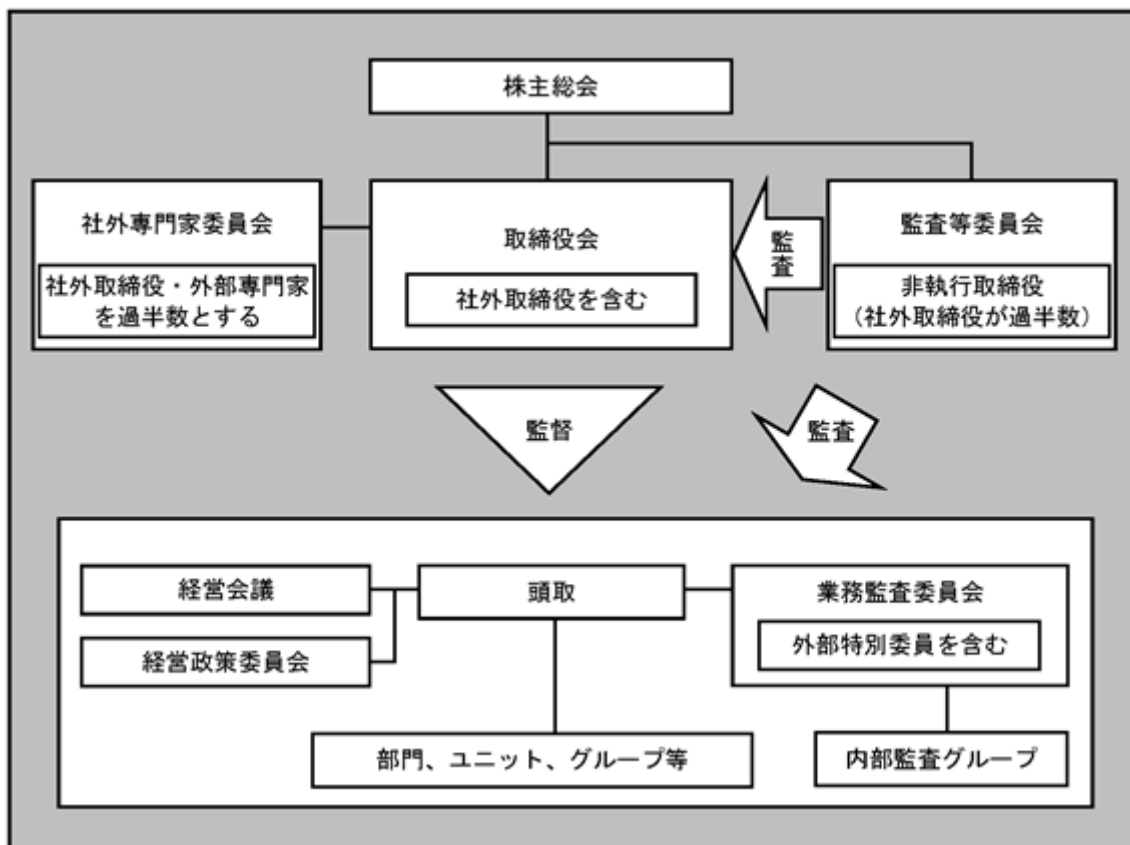 株主総会
社外専門家委員会
社外取締役・外部専門家
を過半数とする
取締役会
社外取締役を含む
監査
監査等委員会
非執行取締役
(社外取締役が過半数)
監督
監査
経営会議
経営政策委員会
頭取
業務監査委員会
外部特別委員を含む
部門、ユニット、グループ等
内部監査グループ